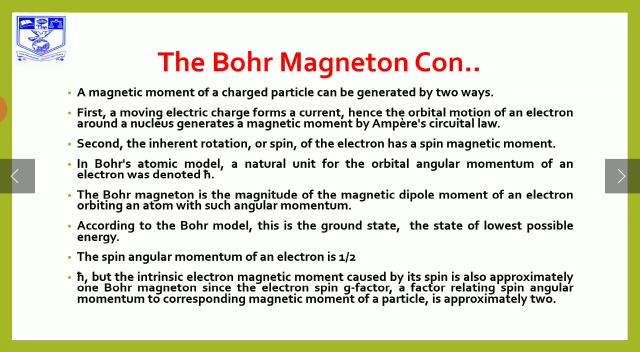 The Bohr Magneton Con..
• A magnetic moment of a charged particle can be generated by two ways.
• First, a moving electric charge forms a current, hence the orbital motion of an electron
around a nucleus generates a magnetic moment by Ampère's circuital law.
• Second, the inherent rotation, or spin, of the electron has a spin magnetic moment.
• In Bohr's atomic model, a natural unit for the orbital angular momentum of an
electron was denoted ħ.
• The Bohr magneton is the magnitude of the magnetic dipole moment of an electron
orbiting an atom with such angular momentum.
• According to the Bohr model, this is the ground state, the state of lowest possible
energy.
• The spin angular momentum of an electron is 1/2
• ħ, but the intrinsic electron magnetic moment caused by its spin is also approximately
one Bohr magneton since the electron spin g-factor, a factor relating spin angular
momentum to corresponding magnetic moment of a particle, is approximately two.